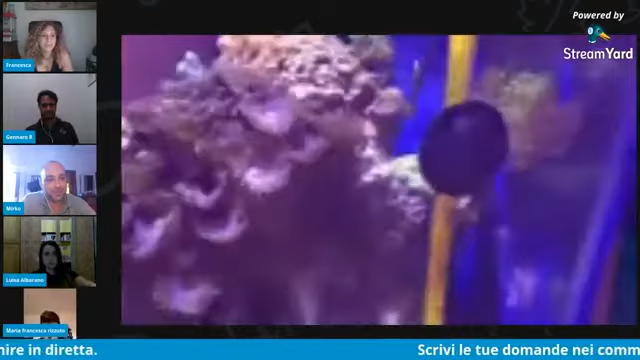 Powered by
StreamYard
Francesca
Gennaro R
Mirko
Luisa Albarano
Maria francesca rizzuto
nire in diretta.
Scrivi le tue domande nei comm